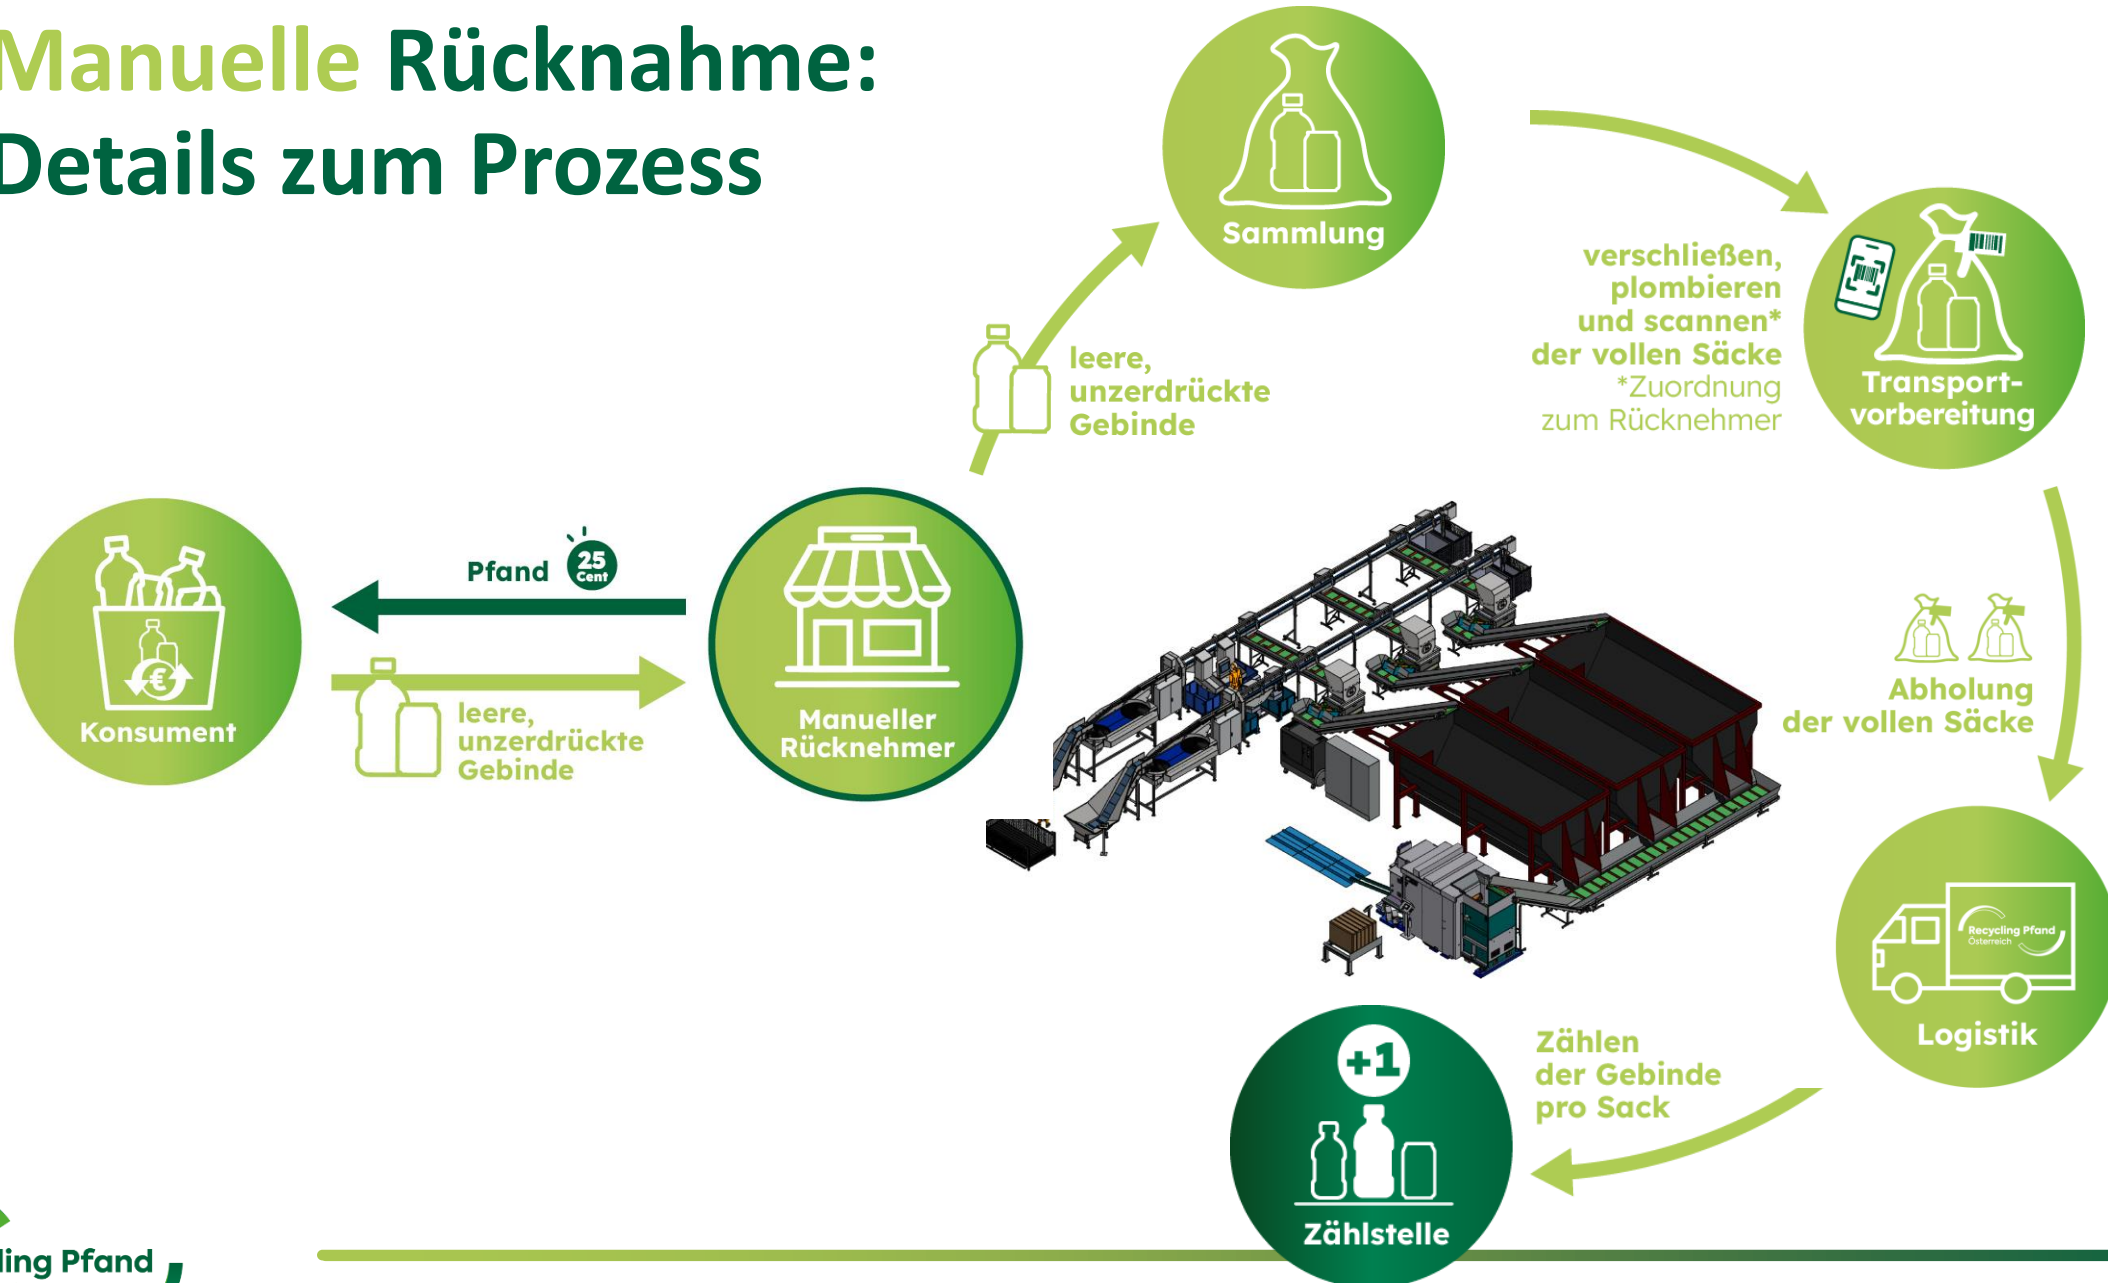 Manuelle Rücknahme:
Details zum Prozess
Sammlung
verschließen,
plombieren
und scannen*
der vollen Säcke
*Zuordnung
zum Rücknehmer
Transport-
vorbereitung
leere,
unzerdrückte
Gebinde
Pfand 25
Cent
Konsument
€
leere,
unzerdrückte
Gebinde
Manueller
Rücknehmer
Abholung
der vollen Säcke
Recycling Pfand
Österreich
Logistik
Zählen
der Gebinde
pro Sack
+1
Zählstelle
ling Pfand